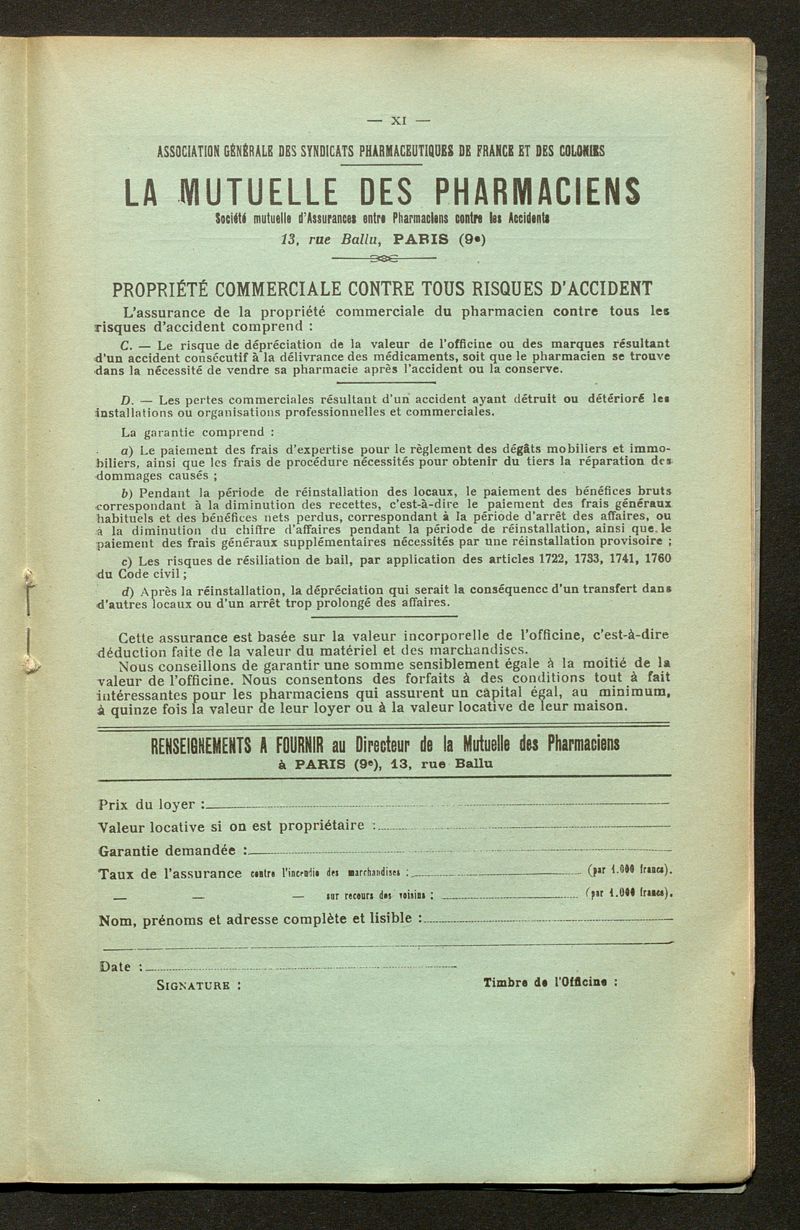 — XI —
ASSOCIATION GÉNÉRALE DES SYNDICATS PHARMACEUTIQUES DE FRANCE ET DES COLONIES
LA MUTUELLE DES PHARMACIENS
Société mutuelle d'Assurances entre Pharmaciens contre les Accidents
13, rue Ballu, PARIS (9e)
PROPRIÉTÉ COMMERCIALE CONTRE TOUS RISQUES D'ACCIDENT
L'assurance de la propriété commerciale du pharmacien contre tous les
risques d'accident comprend :
C. — Le risque de dépréciation de la valeur de l'officine ou des marques résultant
d'un accident consécutif à la délivrance des médicaments, soit que le pharmacien se trouve
dans la nécessité de vendre sa pharmacie après l'accident ou la conserve.
D. — Les pertes commerciales résultant d'un accident ayant détruit ou détérioré les
installations ou organisations professionnelles et commerciales.
La garantie comprend :
a) Le paiement des frais d'expertise pour le règlement des dégâts mobiliers et immo-
biliers, ainsi que les frais de procédure nécessités pour obtenir du tiers la réparation des
dommages causés ;
b) Pendant la période de réinstallation des locaux, le paiement des bénéfices bruts
correspondant à la diminution des recettes, c'est-à-dire le paiement des frais généraux
habituels et des bénéfices nets perdus, correspondant à la période d'arrêt des affaires, ou
à la diminution du chiffre d'affaires pendant la période de réinstallation, ainsi que le
paiement des frais généraux supplémentaires nécessités par une réinstallation provisoire ;
c) Les risques de résiliation de bail, par application des articles 1722, 1733, 1741, 1760
du Code civil ;
d) Après la réinstallation, la dépréciation qui serait la conséquence d'un transfert dans
d'autres locaux ou d'un arrêt trop prolongé des affaires.
Cette assurance est basée sur la valeur incorporelle de l'officine, c'est-à-dire
déduction faite de la valeur du matériel et des marchandises.
Nous conseillons de garantir une somme sensiblement égale à la moitié de la
valeur de l'officine. Nous consentons des forfaits à des conditions tout à fait
intéressantes pour les pharmaciens qui assurent un capital égal, au minimum,
à quinze fois la valeur de leur loyer ou à la valeur locative de leur maison.
RENSEIGNEMENTS A FOURNIR au Directeur de la Mutuelle des Pharmaciens
à PARIS (9e), 13, rue Ballu
Prix du loyer :
Valeur locative si on est propriétaire :
Garantie demandée :
Taux de l'assurance contre l'incendie des marchandises : (par 1.000 francs).
— — — sur recours des voisins : (par 1.000 francs).
Nom, prénoms et adresse complète et lisible :
Date :
SIGNATURE : Timbre de l'Officine :